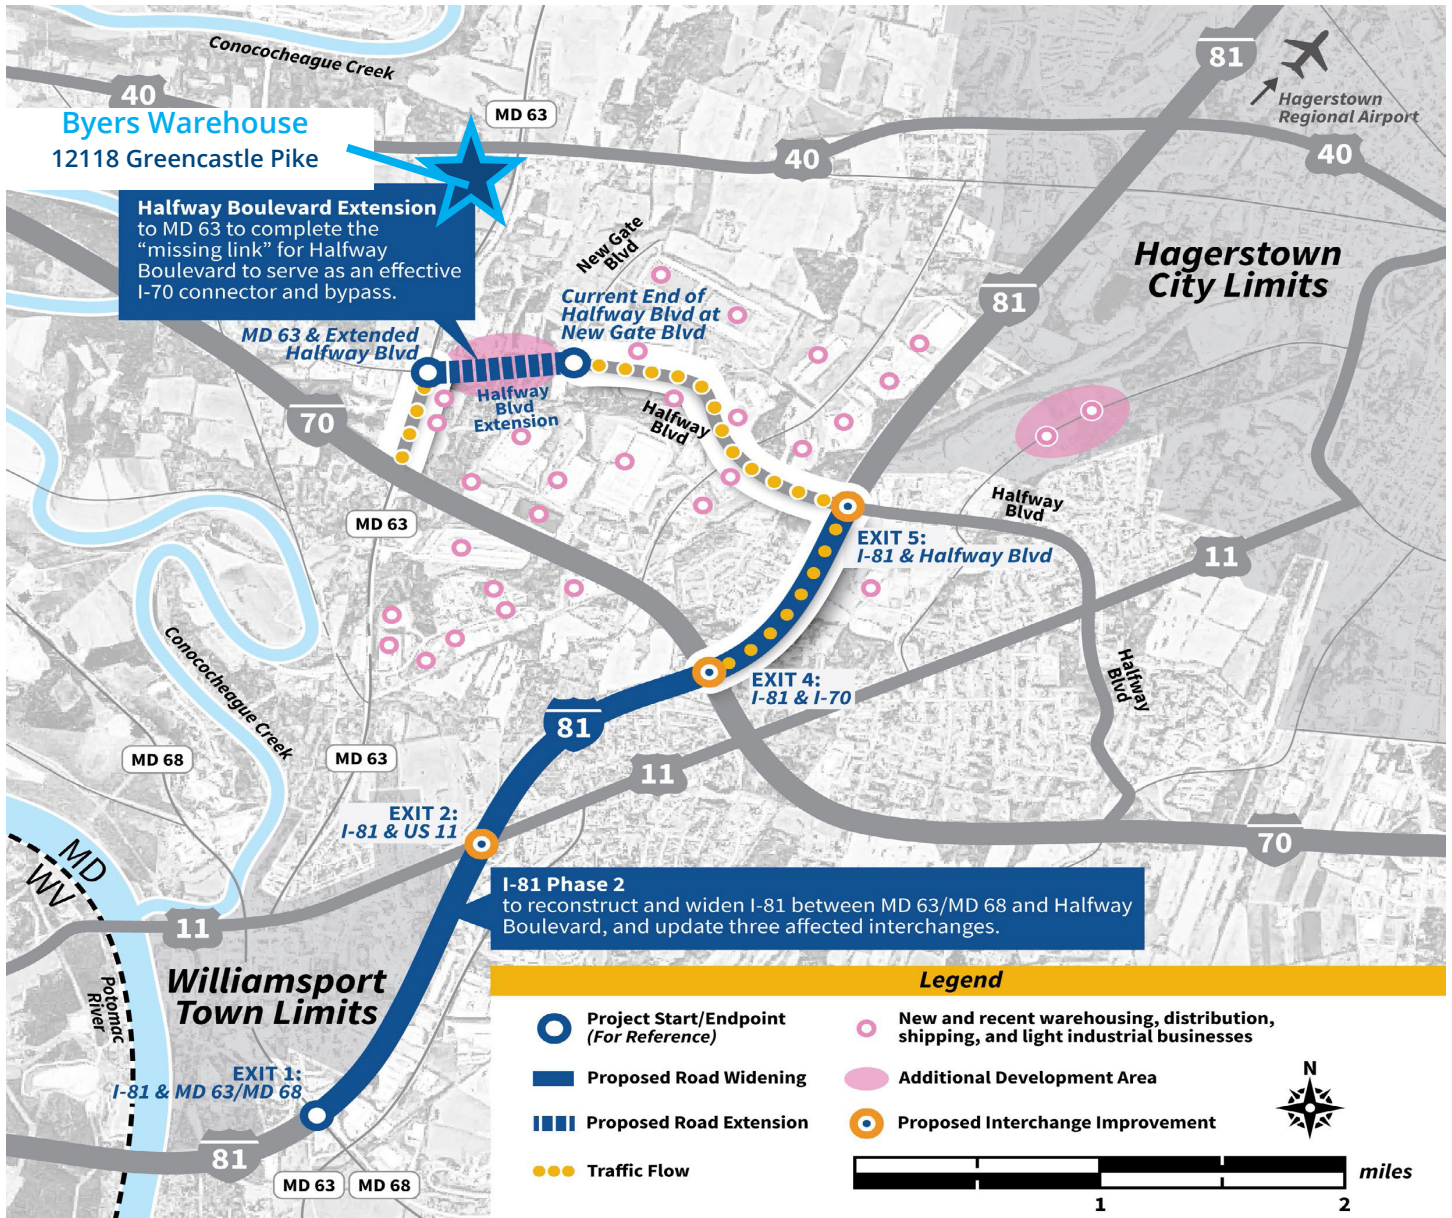 Conococheague Creek
81
Hagerstown
Regional Airport
40
MD 63
Byers Warehouse
12118 Greencastle Pike
40
40
Halfway Boulevard Extension
to MD 63 to complete the
“missing link” for Halfway
Boulevard to serve as an effective
I-70 connector and bypass.
New Gate
Blvd
Hagerstown
City Limits
81
Current End of
Halfway Blvd at
New Gate Blvd
MD 63 & Extended
Halfway Blvd
Halfway
Blvd
Extension
Halfway
Blvd
70
Halfway
Blvd
MD 63
EXIT 5:
I-81 & Halfway Blvd
11
Conococheague Creek
Halfway
Blvd
EXIT 4:
I-81 & I-70
81
MD 68
MD 63
11
EXIT 2:
I-81 & US 11
70
MD
WV
I-81 Phase 2
to reconstruct and widen I-81 between MD 63/MD 68 and Halfway
Boulevard, and update three affected interchanges.
11
Potomac
River
Williamsport
Town Limits
EXIT 1:
I-81 & MD 63/MD 68
81
MD 63
MD 68
Legend
Project Start/Endpoint
(For Reference)
Proposed Road Widening
Proposed Road Extension
Traffic Flow
New and recent warehousing, distribution,
shipping, and light industrial businesses
Additional Development Area
Proposed Interchange Improvement
N
miles
1
2